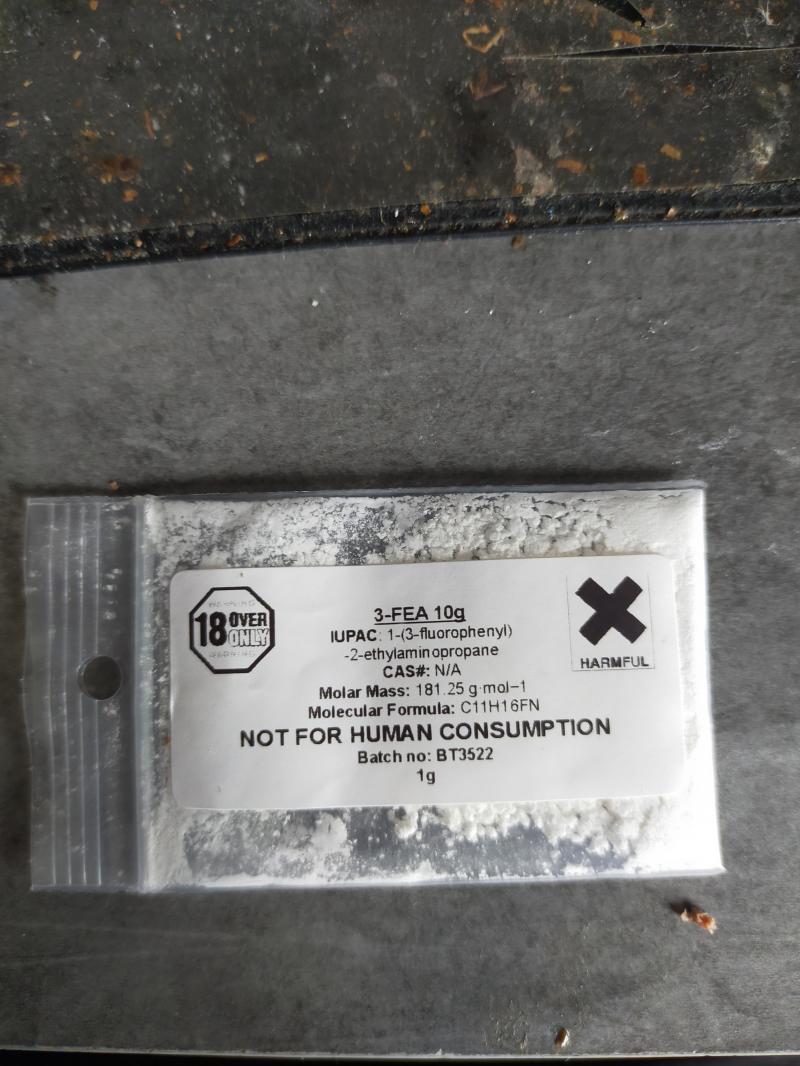 18 OVER ONLY
3-FEA 10g
IUPAC: 1-(3-fluorophenyl)
-2-ethylaminopropane
CAS#: N/A
Molar Mass: 181.25 g·mol−1
Molecular Formula: C11H16FN
NOT FOR HUMAN CONSUMPTION
Batch no: BT3522
1g
HARMFUL